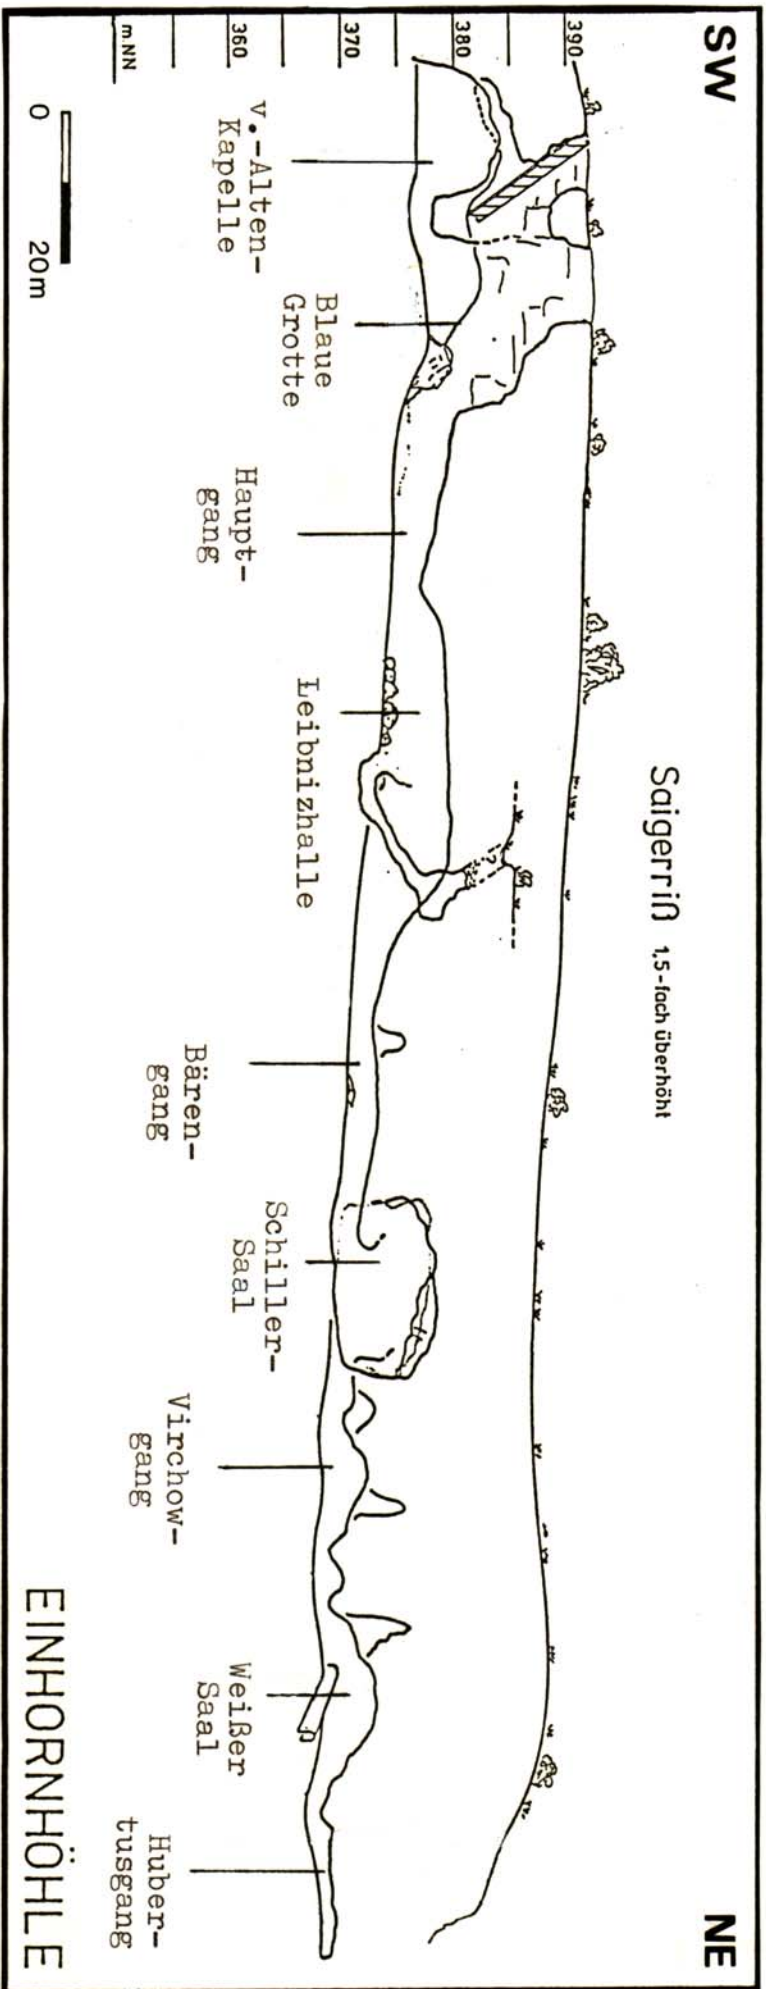 SW
NE
Saigerriß 1,5-fach überhöht
390
380
370
360
m.NN
v.-Alten-
Kapelle
Blaue
Grotte
Haupt-
gang
Leibnizhalle
Bären-
gang
Schiller-
Saal
Virchow-
gang
Weißer
Saal
Huber-
tusgang
0 20m
EINHORNHÖHLE